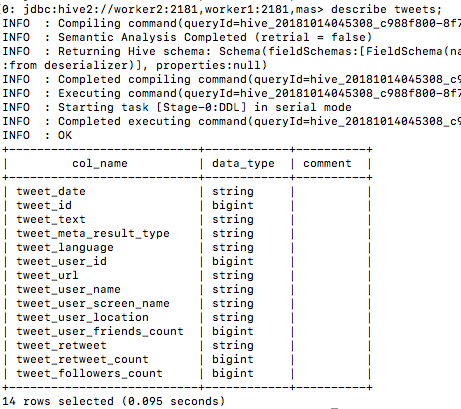 [0: jdbc:hive2://worker2:2181,worker1:2181,mas> describe tweets;
INFO  : Compiling command(queryId=hive_20181014045308_c988f800-8f7
INFO  : Semantic Analysis Completed (retrial = false)
INFO  : Returning Hive schema: Schema(fieldSchemas:[FieldSchema(na
:from deserializer)], properties:null)
INFO  : Completed compiling command(queryId=hive_20181014045308_c9
INFO  : Executing command(queryId=hive_20181014045308_c988f800-8f7
INFO  : Starting task [Stage-0:DDL] in serial mode
INFO  : Completed executing command(queryId=hive_20181014045308_c9
INFO  : OK
+--------------------------+------------+----------+
|         col_name         | data_type  | comment  |
+--------------------------+------------+----------+
| tweet_date               | string     |          |
| tweet_id                 | bigint     |          |
| tweet_text               | string     |          |
| tweet_meta_result_type   | string     |          |
| tweet_language           | string     |          |
| tweet_user_id            | bigint     |          |
| tweet_url                | string     |          |
| tweet_user_name          | string     |          |
| tweet_user_screen_name   | string     |          |
| tweet_user_location      | string     |          |
| tweet_user_friends_count | bigint     |          |
| tweet_retweet            | string     |          |
| tweet_retweet_count      | bigint     |          |
| tweet_followers_count    | bigint     |          |
+--------------------------+------------+----------+
14 rows selected (0.095 seconds)